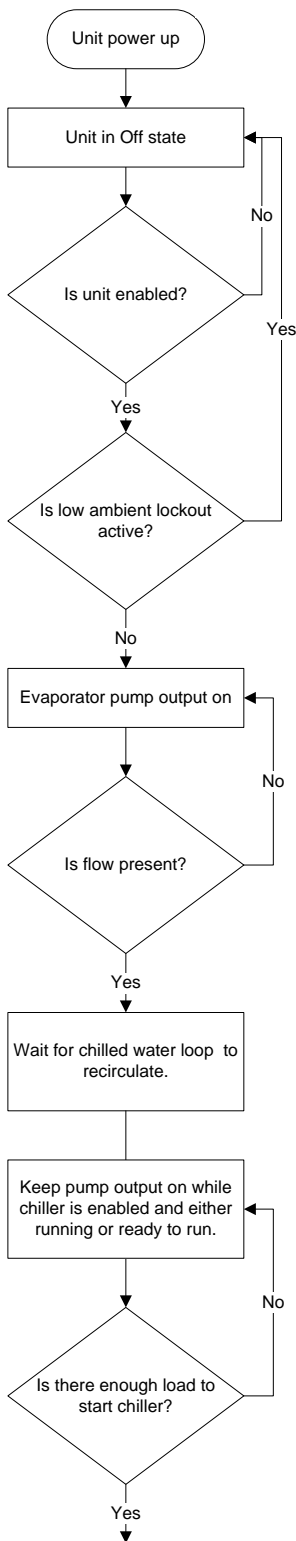 Unit power up
Unit in Off state
No
Is unit enabled?
Yes
Yes
Is low ambient lockout
active?
No
Evaporator pump output on
No
Is flow present?
Yes
Wait for chilled water loop to
recirculate.
Keep pump output on while
chiller is enabled and either
running or ready to run.
No
Is there enough load to
start chiller?
Yes